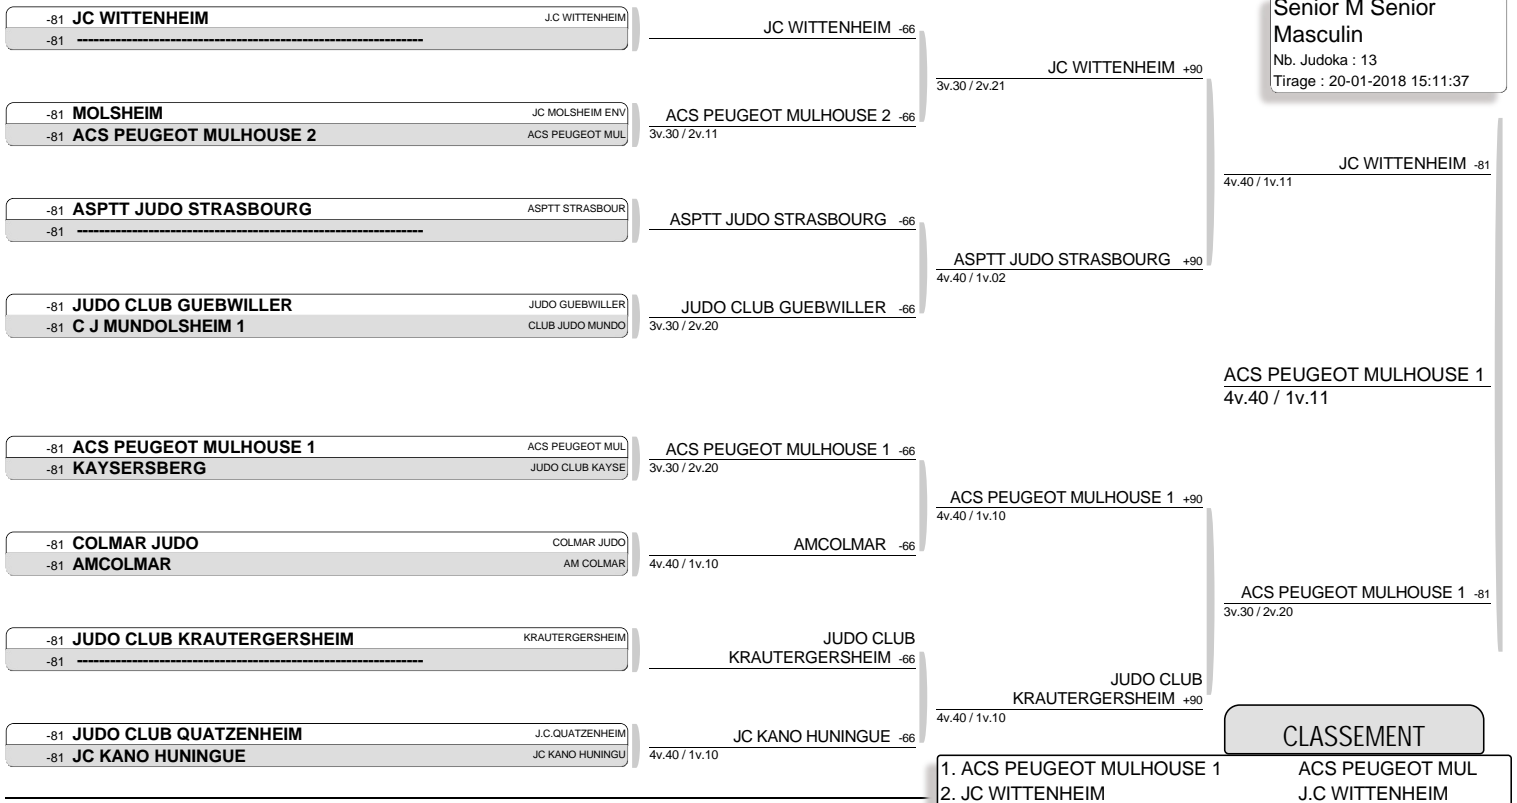 Senior M Senior
Masculin
Nb. Judoka : 13
Tirage : 20-01-2018 15:11:37
-81 JC WITTENHEIM J.C WITTENHEIM
-81 ----------------------------------------------------------------
-81 MOLSHEIM JC MOLSHEIM ENV
-81 ACS PEUGEOT MULHOUSE 2 ACS PEUGEOT MUL
-81 ASPTT JUDO STRASBOURG ASPTT STRASBOUR
-81 ----------------------------------------------------------------
-81 JUDO CLUB GUEBWILLER JUDO GUEBWILLER
-81 C J MUNDOLSHEIM 1 CLUB JUDO MUNDO
-81 ACS PEUGEOT MULHOUSE 1 ACS PEUGEOT MUL
-81 KAYSERSBERG JUDO CLUB KAYSE
-81 COLMAR JUDO COLMAR JUDO
-81 AMCOLMAR AM COLMAR
-81 JUDO CLUB KRAUTERGERSHEIM KRAUTERGERSHEIM
-81 ----------------------------------------------------------------
-81 JUDO CLUB QUATZENHEIM J.C.QUATZENHEIM
-81 JC KANO HUNINGUE JC KANO HUNINGU
JC WITTENHEIM -66
ACS PEUGEOT MULHOUSE 2 -66
3v.30 / 2v.11
ASPTT JUDO STRASBOURG -66
JUDO CLUB GUEBWILLER -66
3v.30 / 2v.20
ACS PEUGEOT MULHOUSE 1 -66
3v.30 / 2v.20
AMCOLMAR -66
4v.40 / 1v.10
JUDO CLUB
KRAUTERGERSHEIM -66
JC KANO HUNINGUE -66
4v.40 / 1v.10
JC WITTENHEIM +90
3v.30 / 2v.21
ASPTT JUDO STRASBOURG +90
4v.40 / 1v.02
ACS PEUGEOT MULHOUSE 1 +90
4v.40 / 1v.10
JUDO CLUB
KRAUTERGERSHEIM +90
4v.40 / 1v.10
JC WITTENHEIM -81
4v.40 / 1v.11
ACS PEUGEOT MULHOUSE 1
4v.40 / 1v.11
ACS PEUGEOT MULHOUSE 1 -81
3v.30 / 2v.20
CLASSEMENT
1. ACS PEUGEOT MULHOUSE 1 ACS PEUGEOT MUL
2. JC WITTENHEIM J.C WITTENHEIM